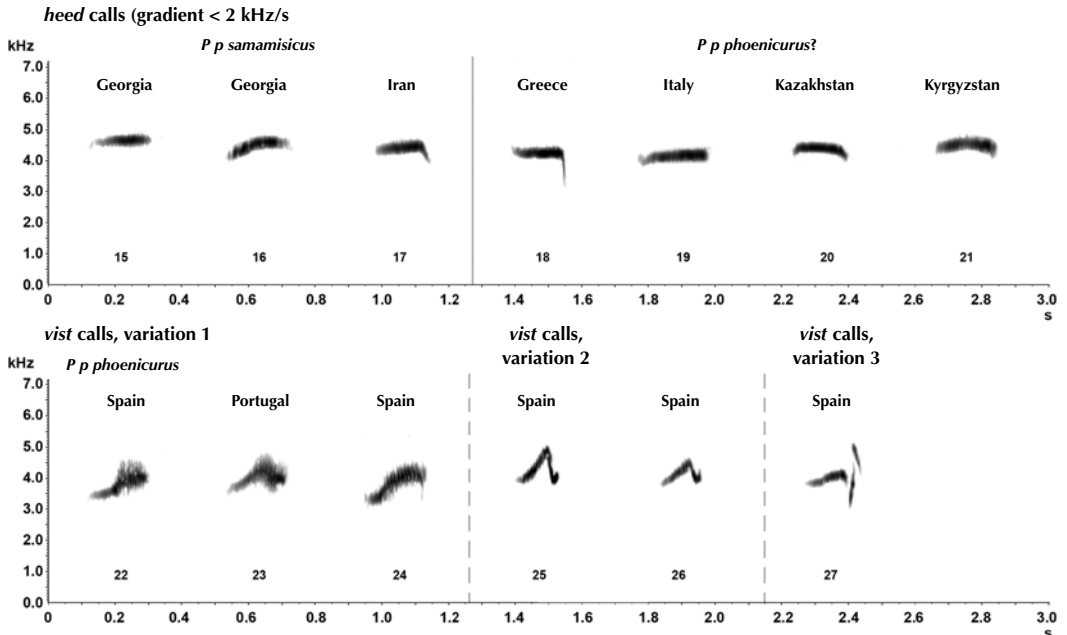 heed calls (gradient < 2 kHz/s
kHz
P p samamisicus
P p phoenicurus?
7.0
Georgia Georgia Iran Greece Italy Kazakhstan Kyrgyzstan
6.0
5.0
4.0
3.0
2.0
1.0
15 16 17 18 19 20 21
0.0
0 0.2 0.4 0.6 0.8 1.0 1.2 1.4 1.6 1.8 2.0 2.2 2.4 2.6 2.8 3.0
s
vist calls, variation 1
vist calls,
variation 2
vist calls,
variation 3
kHz
P p phoenicurus
7.0
Spain Portugal Spain Spain Spain Spain
6.0
5.0
4.0
3.0
2.0
1.0
22 23 24 25 26 27
0.0
0 0.2 0.4 0.6 0.8 1.0 1.2 1.4 1.6 1.8 2.0 2.2 2.4 2.6 2.8 3.0
s